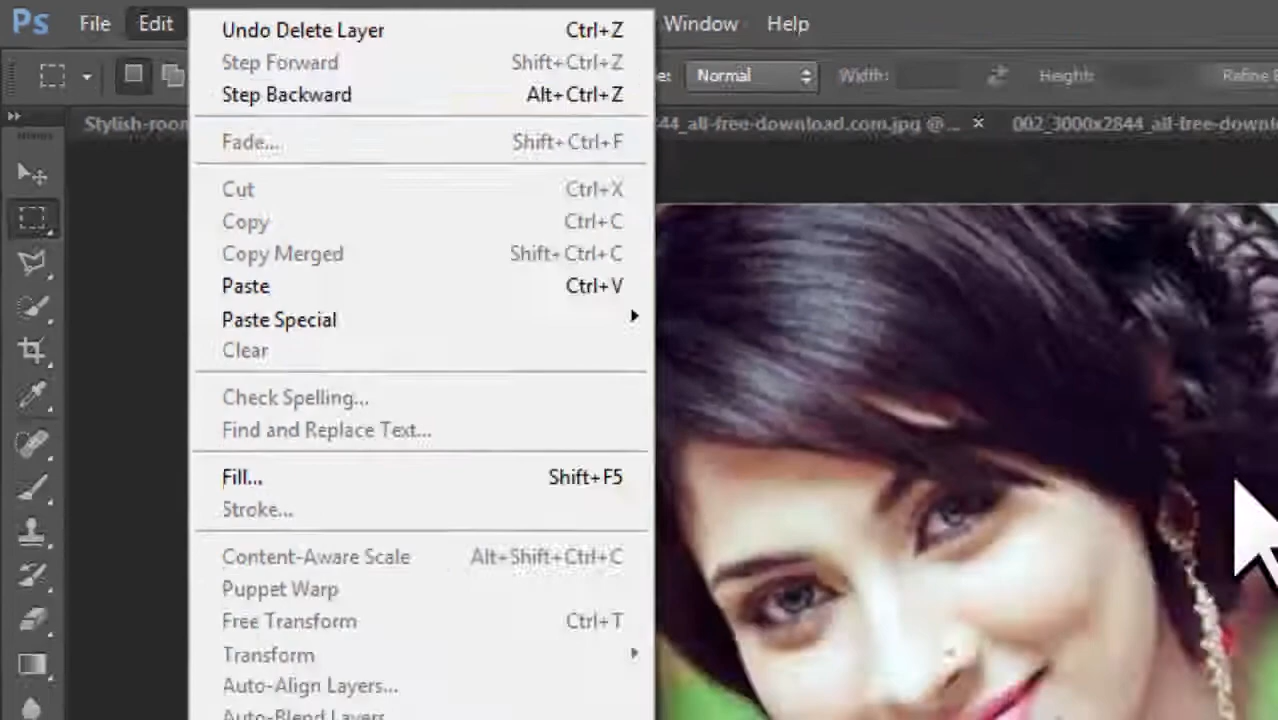 Ps File Edit Window Help
Normal Width: Height: Refine
Stylish-roo
44_all-free-download.com.jpg @ ... × 002_3000x2844_all-free-downl
Undo Delete Layer Ctrl+Z
Step Forward Shift+Ctrl+Z
Step Backward Alt+Ctrl+Z
Fade... Shift+Ctrl+F
Cut Ctrl+X
Copy Ctrl+C
Copy Merged Shift+Ctrl+C
Paste Ctrl+V
Paste Special
Clear
Check Spelling...
Find and Replace Text...
Fill... Shift+F5
Stroke...
Content-Aware Scale Alt+Shift+Ctrl+C
Puppet Warp
Free Transform Ctrl+T
Transform
Auto-Align Layers...
Auto-Blend Layers